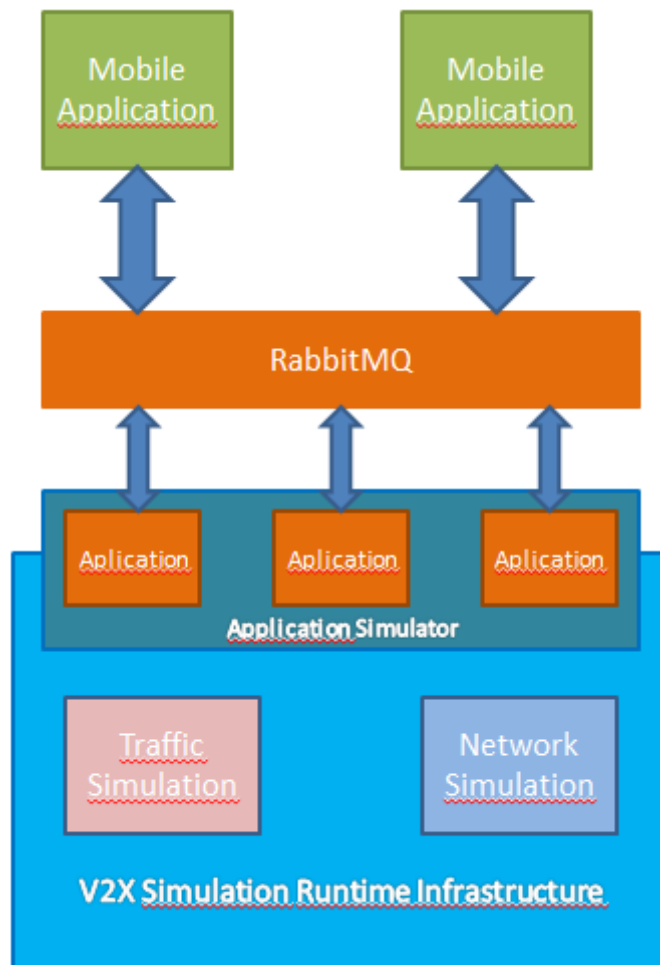 Mobile
Application
Mobile
Application
RabbitMQ
Aplication
Aplication
Aplication
Application Simulator
Traffic
Simulation
Network
Simulation
V2X Simulation Runtime Infrastructure